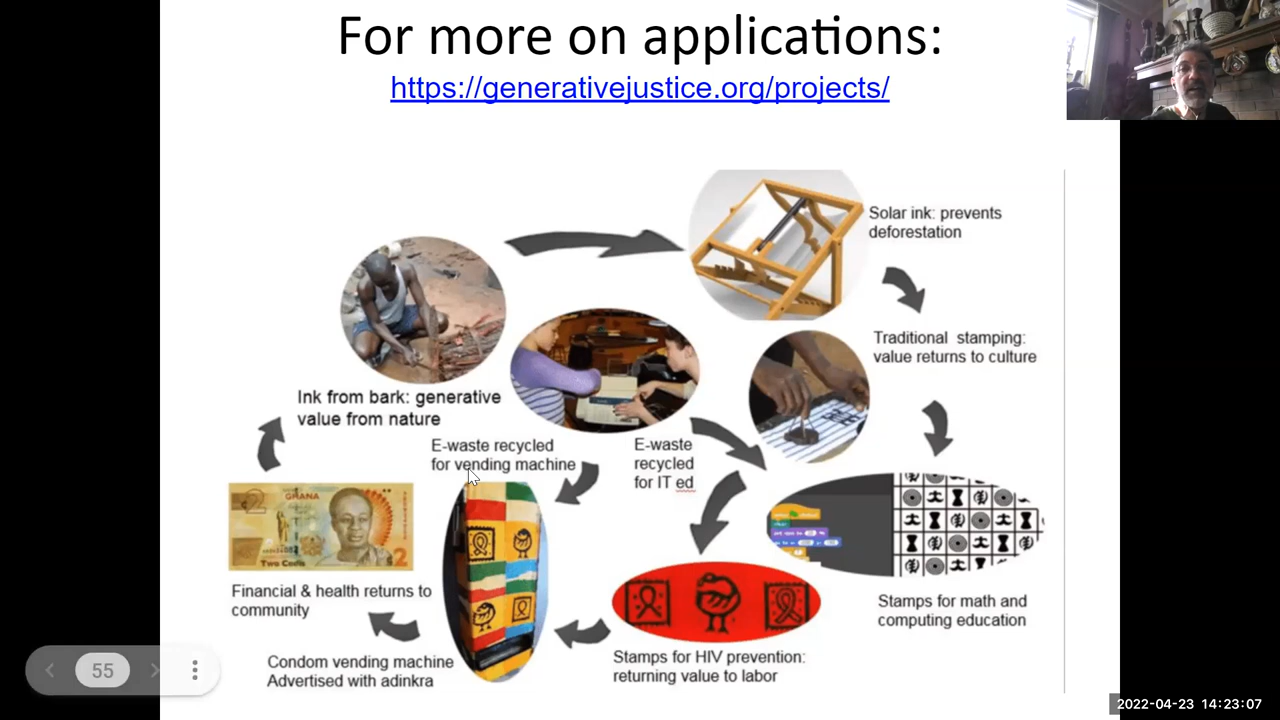 For more on applications:
https://generativejustice.org/projects/
Solar ink: prevents
deforestation
Traditional stamping:
value returns to culture
Ink from bark: generative
value from nature
E-waste recycled
for vending machine
E-waste
recycled
for IT ed
GHANA
2
Two Cedis
2
Financial & health returns to
community
Stamps for math and
computing education
Condom vending machine
Advertised with adinkra
Stamps for HIV prevention:
returning value to labor
55
2022-04-23 14:23:07